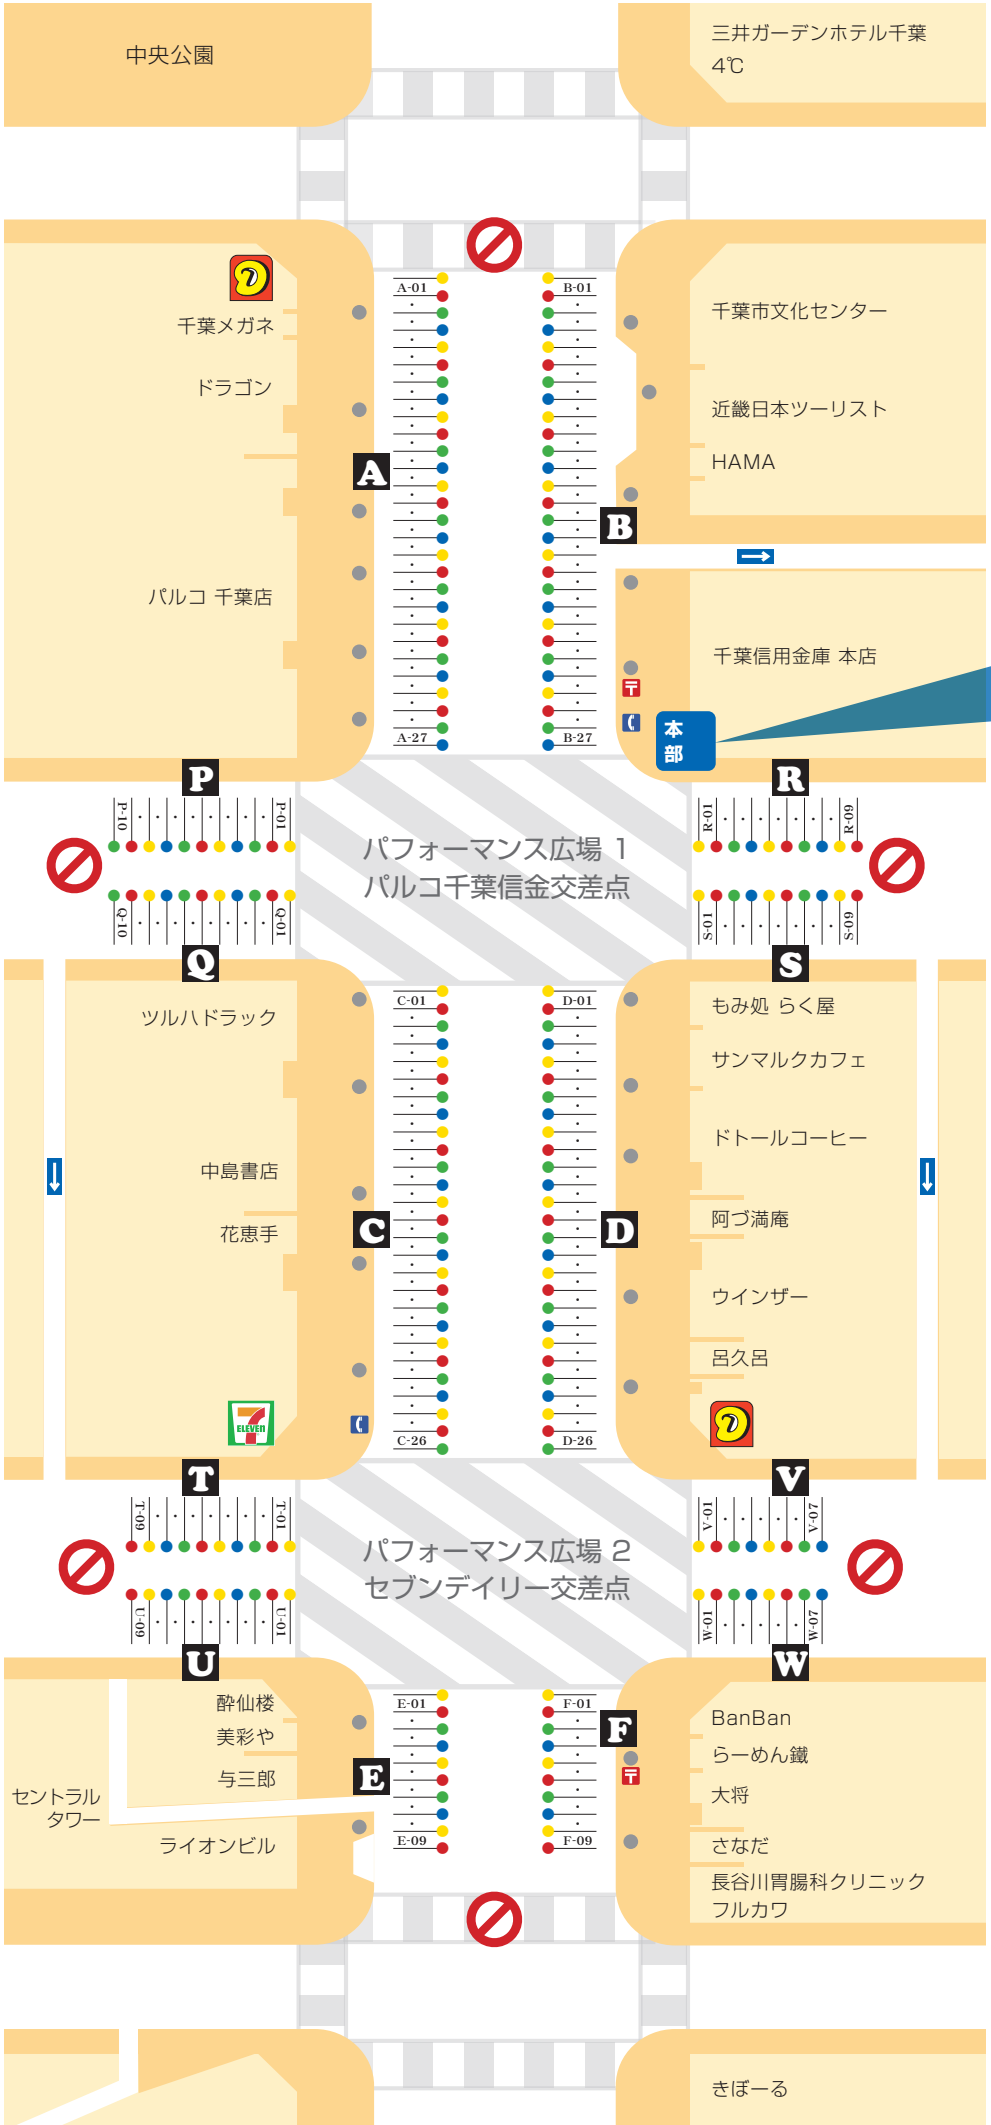 中央公園
三井ガーデンホテル千葉
4℃
千葉メガネ
ドラゴン
パルコ 千葉店
A
A-01
A-27
B-01
B-27
B
千葉市文化センター
近畿日本ツーリスト
HAMA
千葉信用金庫 本店
本部
P
P-10
P-01
R
R-01
R-09
パフォーマンス広場 1
パルコ千葉信金交差点
Q-10
Q-01
Q
S-01
S-09
S
ツルハドラック
中島書店
花恵手
7
ELEVEN
C
C-01
C-26
D-01
D-26
D
もみ処 らく屋
サンマルクカフェ
ドトールコーヒー
阿づ満庵
ウインザー
呂久呂
T
T-09
T-01
V
V-01
V-07
パフォーマンス広場 2
セブンデイリー交差点
U-09
U-01
U
W-01
W-07
W
酔仙楼
美彩や
与三郎
セントラル
タワー
ライオンビル
E
E-01
E-09
F-01
F-09
F
BanBan
らーめん鐵
大将
さなだ
長谷川胃腸科クリニック
フルカワ
きぼーる